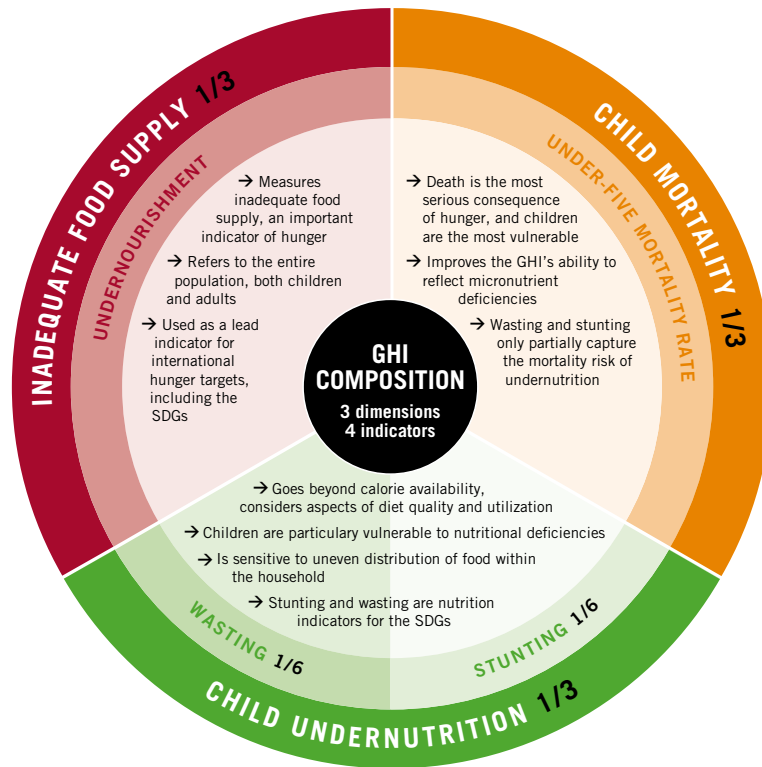 INADEQUATE FOOD SUPPLY 1/3
UNDERNOURISHMENT
→ Measures
inadequate food
supply, an important
indicator of hunger
→ Refers to the entire
population, both children
and adults
→ Used as a lead
indicator for
international
hunger targets,
including the
SDGs
CHILD MORTALITY 1/3
UNDER-FIVE MORTALITY RATE
→ Death is the most
serious consequence
of hunger, and children
are the most vulnerable
→ Improves the GHI’s ability to
reflect micronutrient
deficiencies
→ Wasting and stunting
only partially capture
the mortality risk of
undernutrition
GHI
COMPOSITION
3 dimensions
4 indicators
→ Goes beyond calorie availability,
considers aspects of diet quality and utilization
→ Children are particulary vulnerable to nutritional deficiencies
→ Is sensitive to uneven distribution of food within
the household
→ Stunting and wasting are nutrition
indicators for the SDGs
WASTING 1/6
STUNTING 1/6
CHILD UNDERNUTRITION 1/3